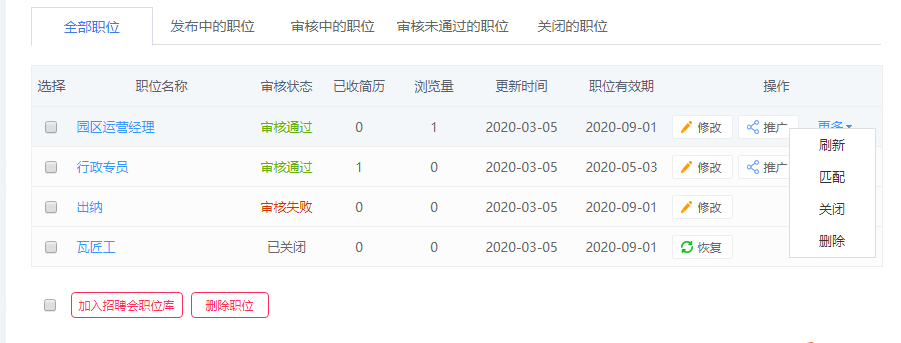 全部职位 发布中的职位 审核中的职位 审核未通过的职位 关闭的职位
选择 职位名称 审核状态 已收简历 浏览量 更新时间 职位有效期 操作
园区运营经理 审核通过 0 1 2020-03-05 2020-09-01 修改 推广 更多
刷新
行政专员 审核通过 1 0 2020-03-05 2020-05-03 修改 推广
匹配
出纳 审核失败 0 0 2020-03-05 2020-09-01 修改
关闭
瓦匠工 已关闭 0 0 2020-03-05 2020-09-01 恢复
删除
加入招聘会职位库 删除职位